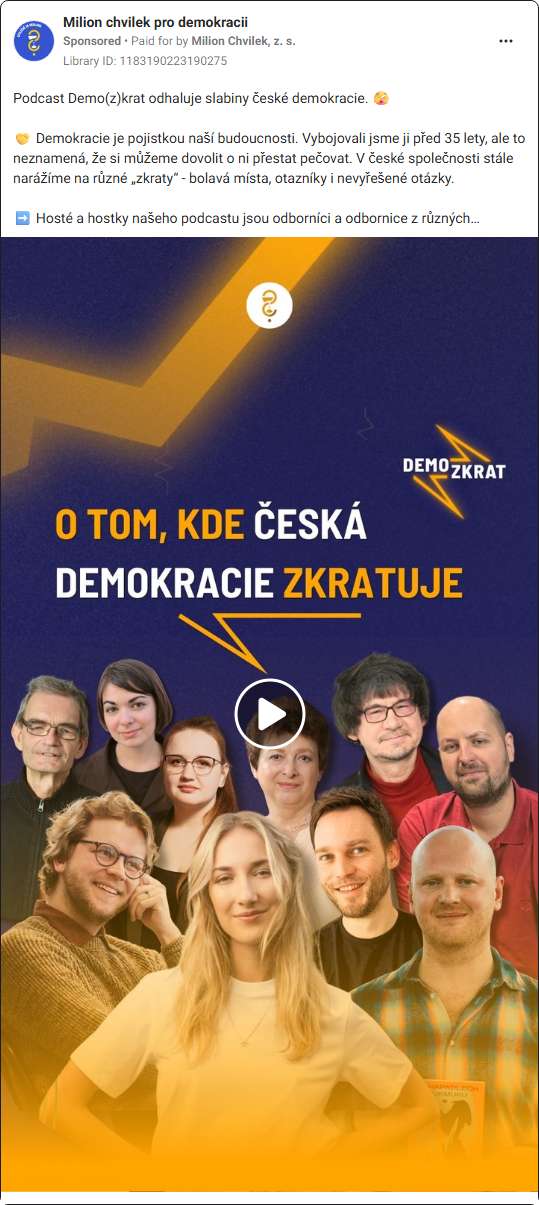 Milion chvilek pro demokracii
Sponsored • Paid for by Milion Chvilek, z. s.
Library ID: 1183190223190275
Podcast Demo(z)krat odhaluje slabiny české demokracie. 🫣
🤝 Demokracie je pojistkou naší budoucnosti. Vybojovali jsme ji před 35 lety, ale to
neznamená, že si můžeme dovolit o ni přestat pečovat. V české společnosti stále
narážíme na různé „zkraty“ - bolavá místa, otazníky i nevyřešené otázky.
➡️ Hosté a hostky našeho podcastu jsou odborníci a odbornice z různých…
DEMO
ZKRAT
O TOM, KDE ČESKÁ
DEMOKRACIE ZKRATUJE